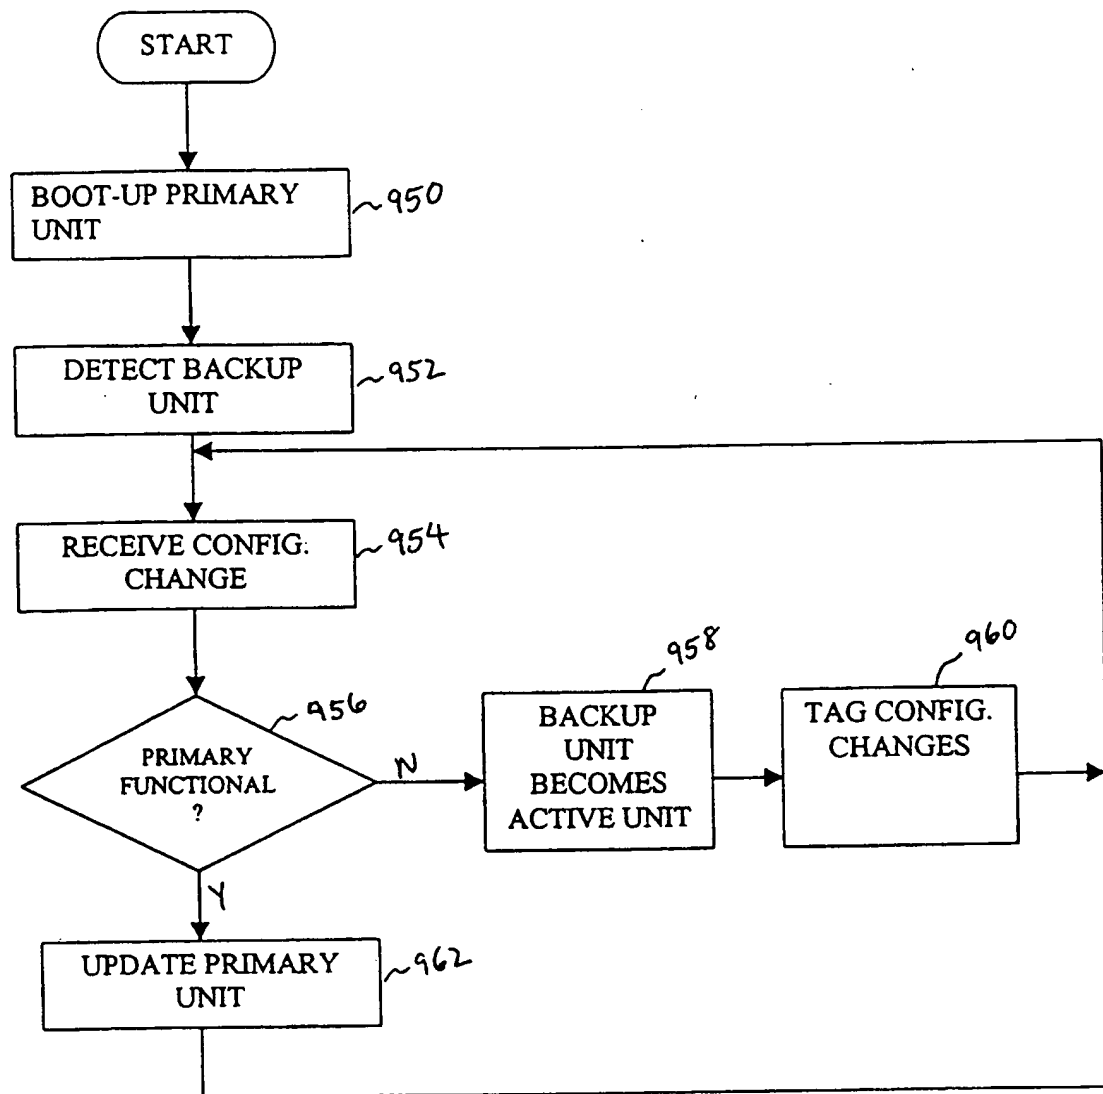 START
BOOT-UP PRIMARY
UNIT
950
DETECT BACKUP
UNIT
952
RECEIVE CONFIG.
CHANGE
954
PRIMARY
FUNCTIONAL
?
956
N
BACKUP
UNIT
BECOMES
ACTIVE UNIT
958
TAG CONFIG.
CHANGES
960
Y
UPDATE PRIMARY
UNIT
962